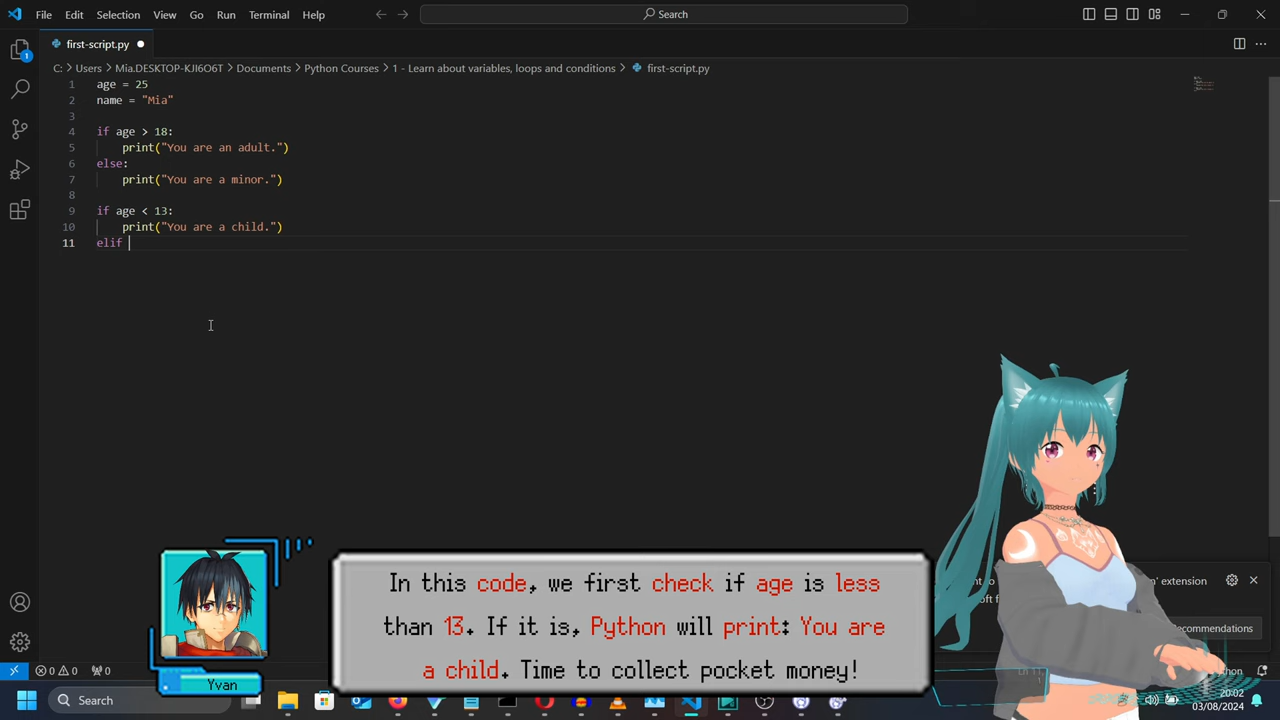 File Edit Selection View Go Run Terminal Help
Search
first-script.py
1
C: > Users > Mia.DESKTOP-KJI6O6T > Documents > Python Courses > 1 - Learn about variables, loops and conditions > first-script.py
1 age = 25
2 name = "Mia"
3
4 if age > 18:
5 print("You are an adult.")
6 else:
7 print("You are a minor.")
8
9 if age < 13:
10 print("You are a child.")
11 elif
In this code, we first check if age is less
than 13. If it is, Python will print: You are
a child. Time to collect pocket money!
Yvan
' extension
0 0 0
Search
20:02
03/08/2024